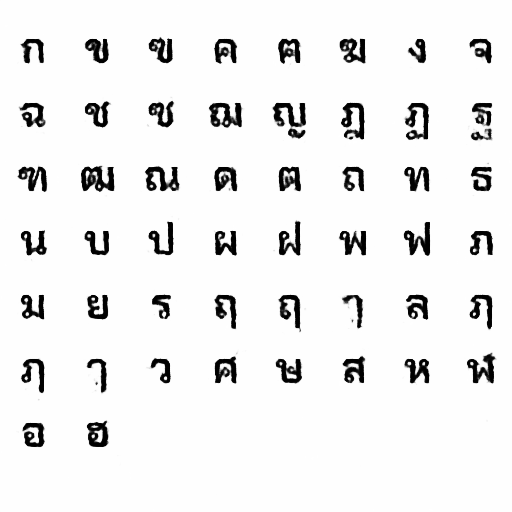 ก ข ฃ ค ฅ ฆ ง จ
ฉ ช ซ ฌ ญ ฎ ฏ ฐ
ฑ ฒ ณ ด ต ถ ท ธ
น บ ป ผ ฝ พ ฟ ภ
ม ย ร ฤ ฤ ๅ ล ฦ
ฦ ๅ ว ศ ษ ส ห ฬ
อ ฮ